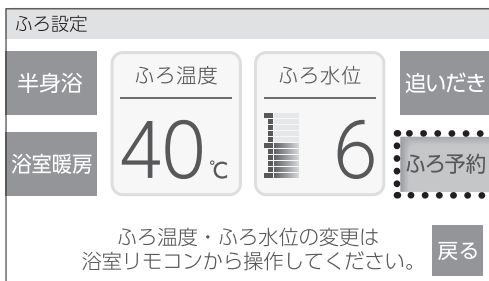 ふろ設定
半身浴
ふろ温度
ふろ水位
追いだき
40℃
6
浴室暖房
ふろ予約
ふろ温度・ふろ水位の変更は
浴室リモコンから操作してください。
戻る